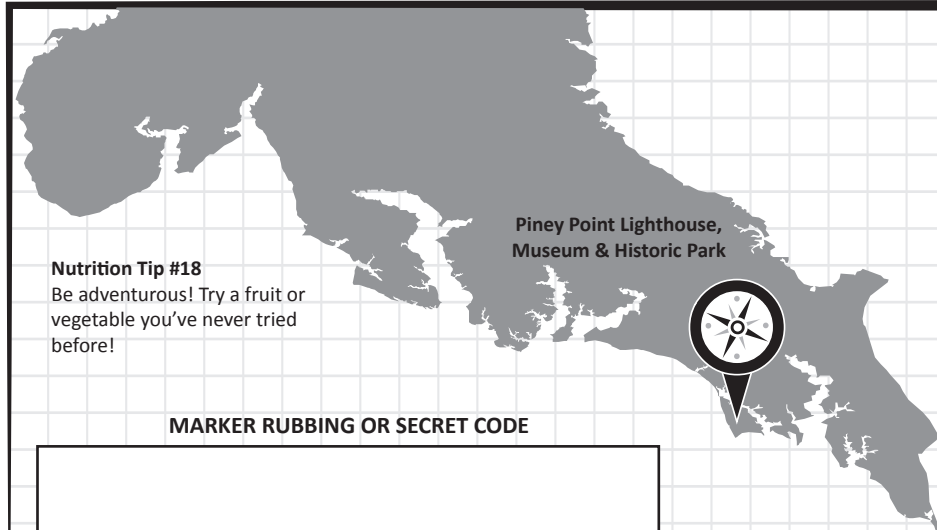 Piney Point Lighthouse,
Museum & Historic Park
Nutrition Tip #18
Be adventurous! Try a fruit or
vegetable you’ve never tried
before!
MARKER RUBBING OR SECRET CODE